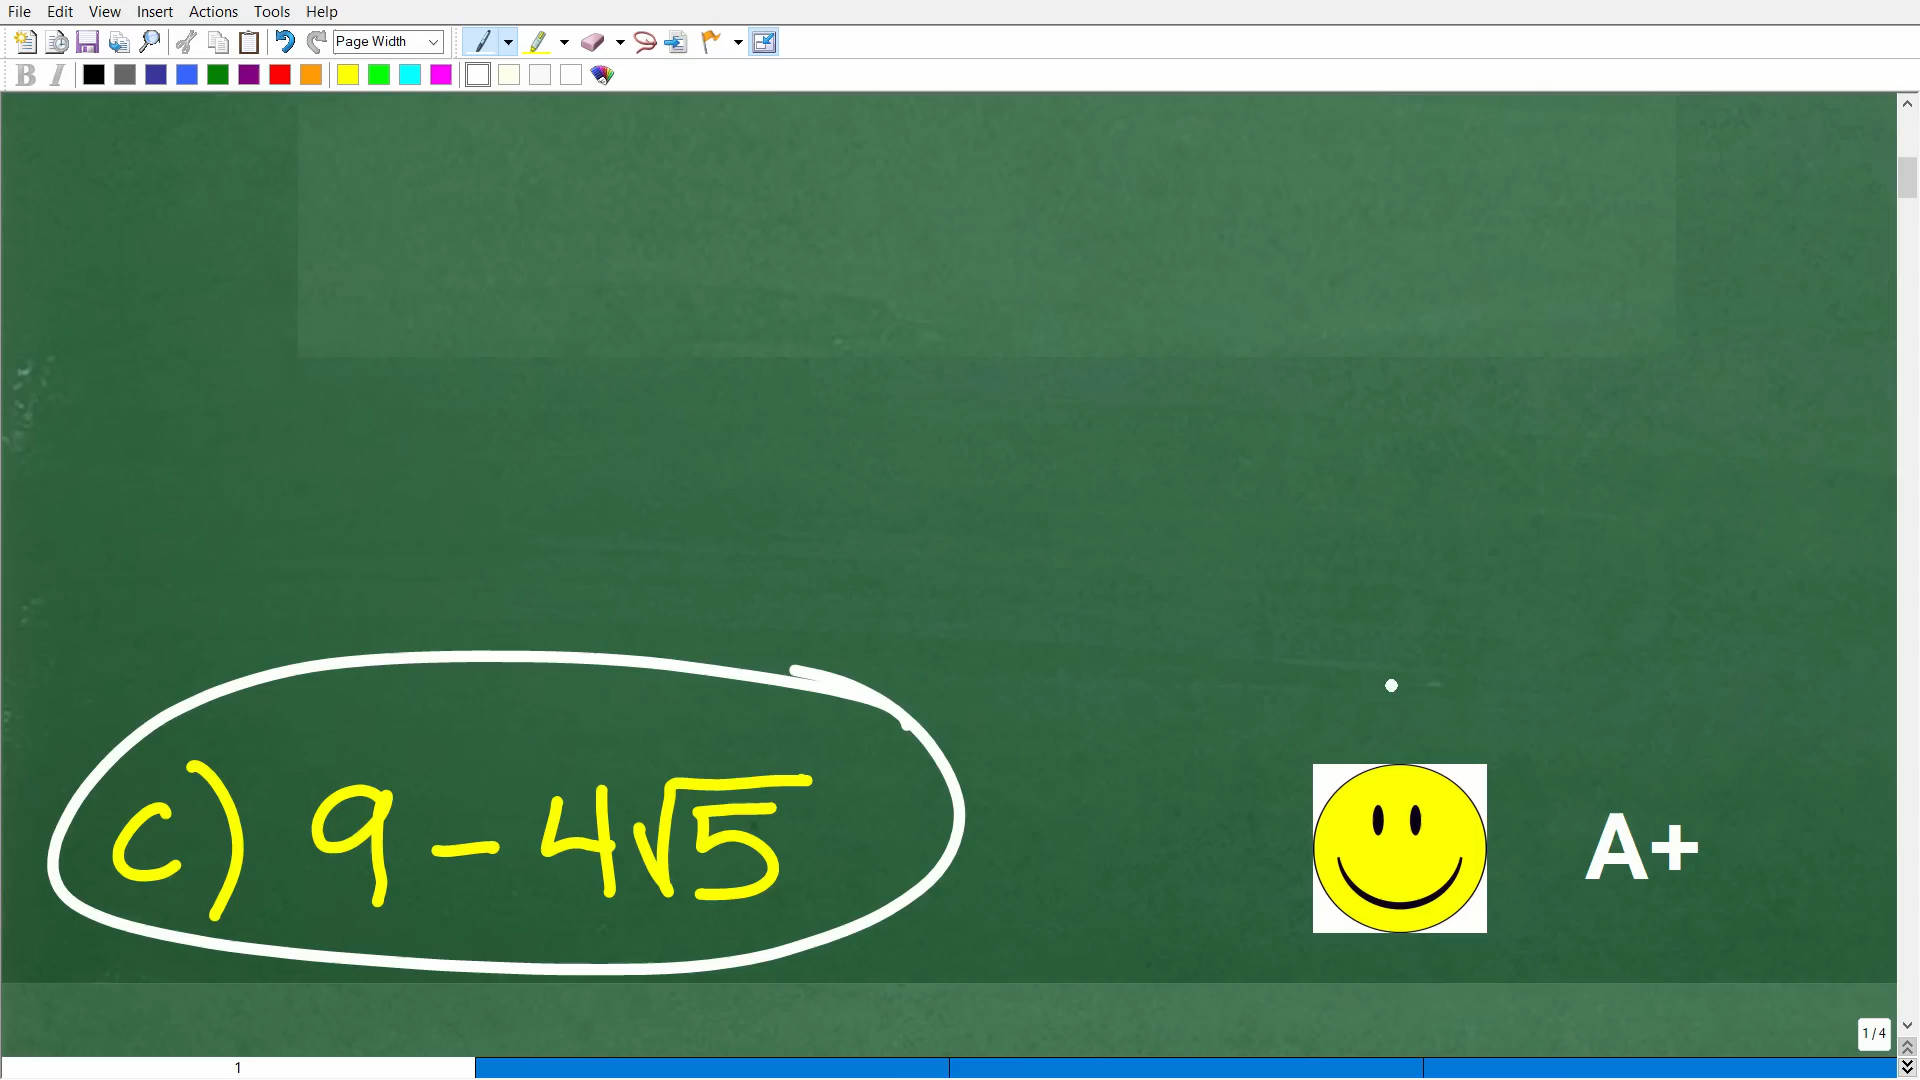 File Edit View Insert Actions Tools Help
Page Width
B I
c) 9 - 4√5
A+
1 / 4
1